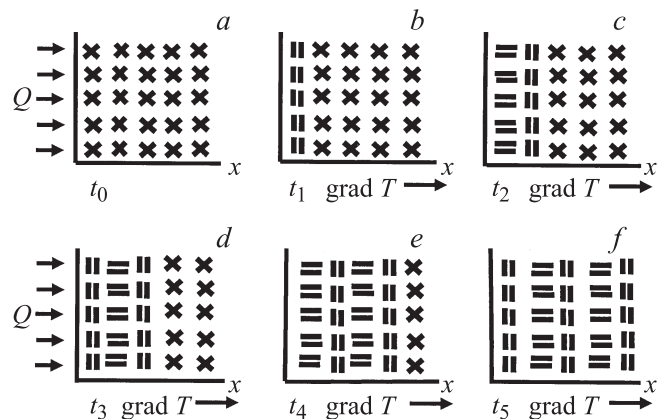 a
b
c
Q
x
x
x
t0
t1 grad T
t2 grad T
d
e
f
Q
x
x
x
t3 grad T
t4 grad T
t5 grad T